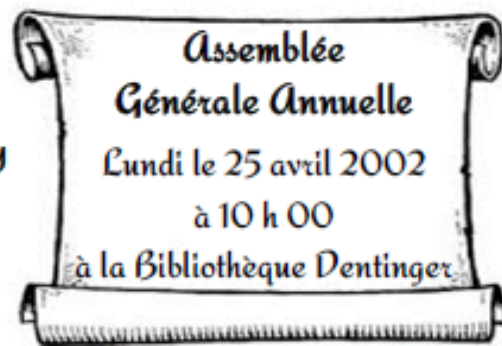 Assemblée
Générale Annuelle
Lundi le 25 avril 2002
à 10 h 00
à la Bibliothèque Dentinger